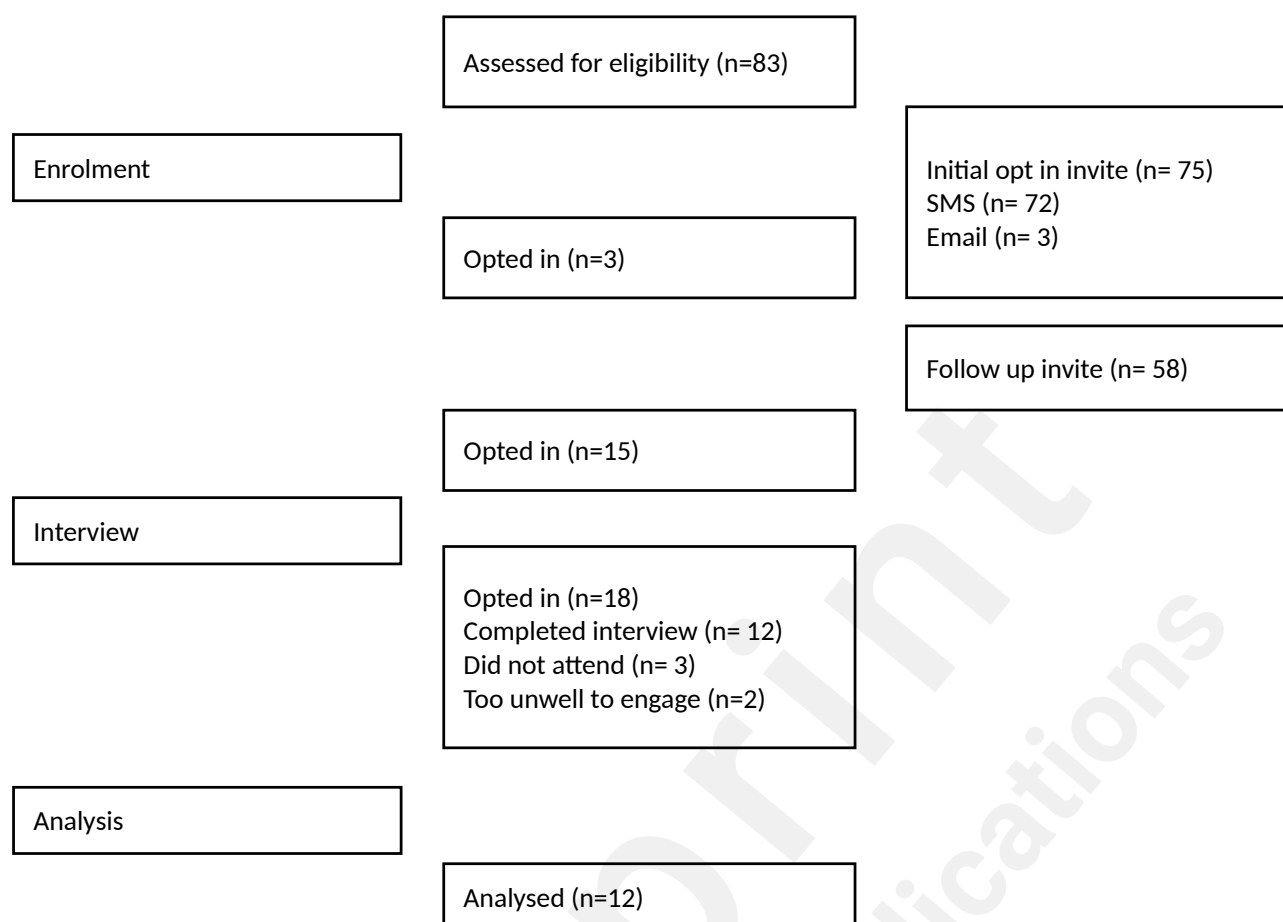 Assessed for eligibility (n=83)
Enrolment
Initial opt in invite (n= 75)
SMS (n= 72)
Email (n= 3)
Opted in (n=3)
Follow up invite (n= 58)
Opted in (n=15)
Interview
Opted in (n=18)
Completed interview (n= 12)
Did not attend (n= 3)
Too unwell to engage (n=2)
Analysis
Analysed (n=12)
print
lications